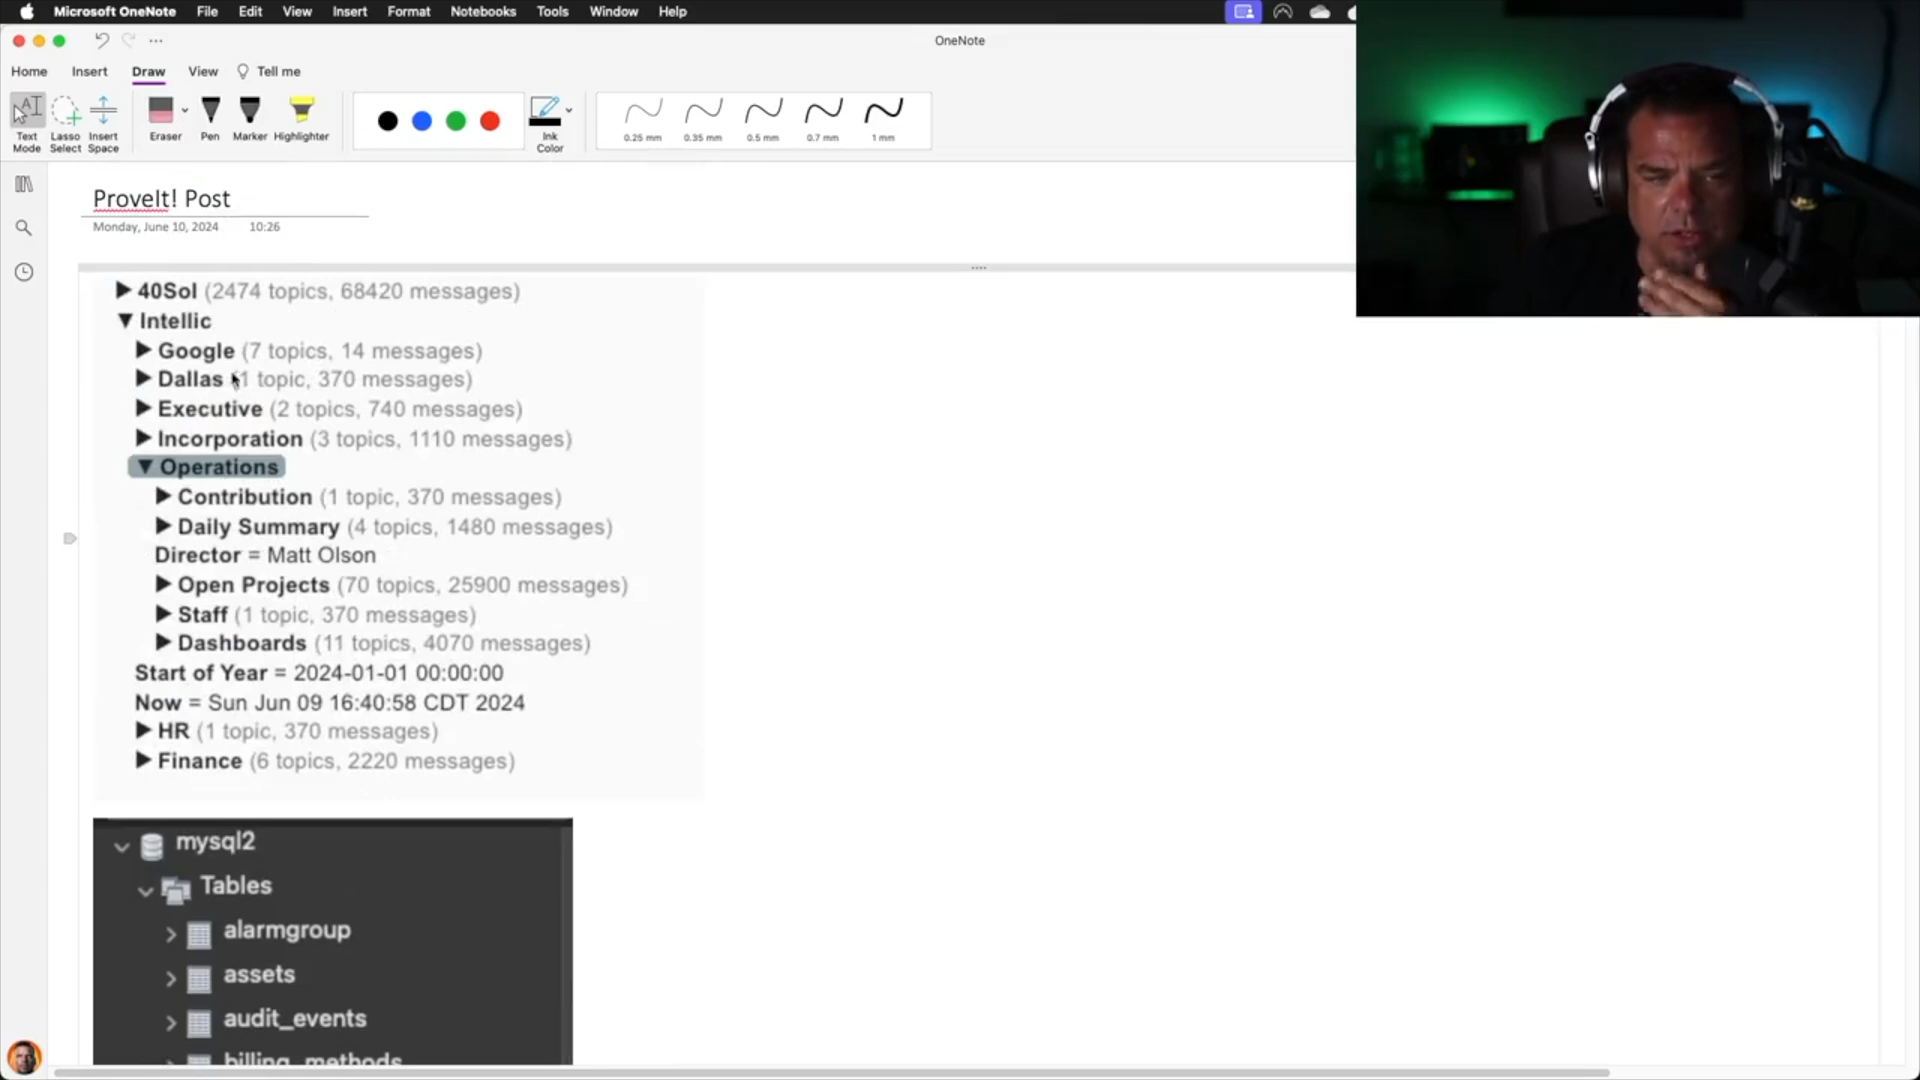 Microsoft OneNote File Edit View Insert Format Notebooks Tools Window Help
OneNote
Home Insert Draw View Tell me
Text Mode
Lasso Select
Insert Space
Eraser
Pen
Marker
Highlighter
Ink Color
0.25 mm 0.35 mm 0.5 mm 0.7 mm 1 mm
ProveIt! Post
Monday, June 10, 2024 10:26
40Sol (2474 topics, 68420 messages)
Intellic
Google (7 topics, 14 messages)
Dallas (1 topic, 370 messages)
Executive (2 topics, 740 messages)
Incorporation (3 topics, 1110 messages)
Operations
Contribution (1 topic, 370 messages)
Daily Summary (4 topics, 1480 messages)
Director = Matt Olson
Open Projects (70 topics, 25900 messages)
Staff (1 topic, 370 messages)
Dashboards (11 topics, 4070 messages)
Start of Year = 2024-01-01 00:00:00
Now = Sun Jun 09 16:40:58 CDT 2024
HR (1 topic, 370 messages)
Finance (6 topics, 2220 messages)
mysql2
Tables
alarmgroup
assets
audit_events
billing_methods